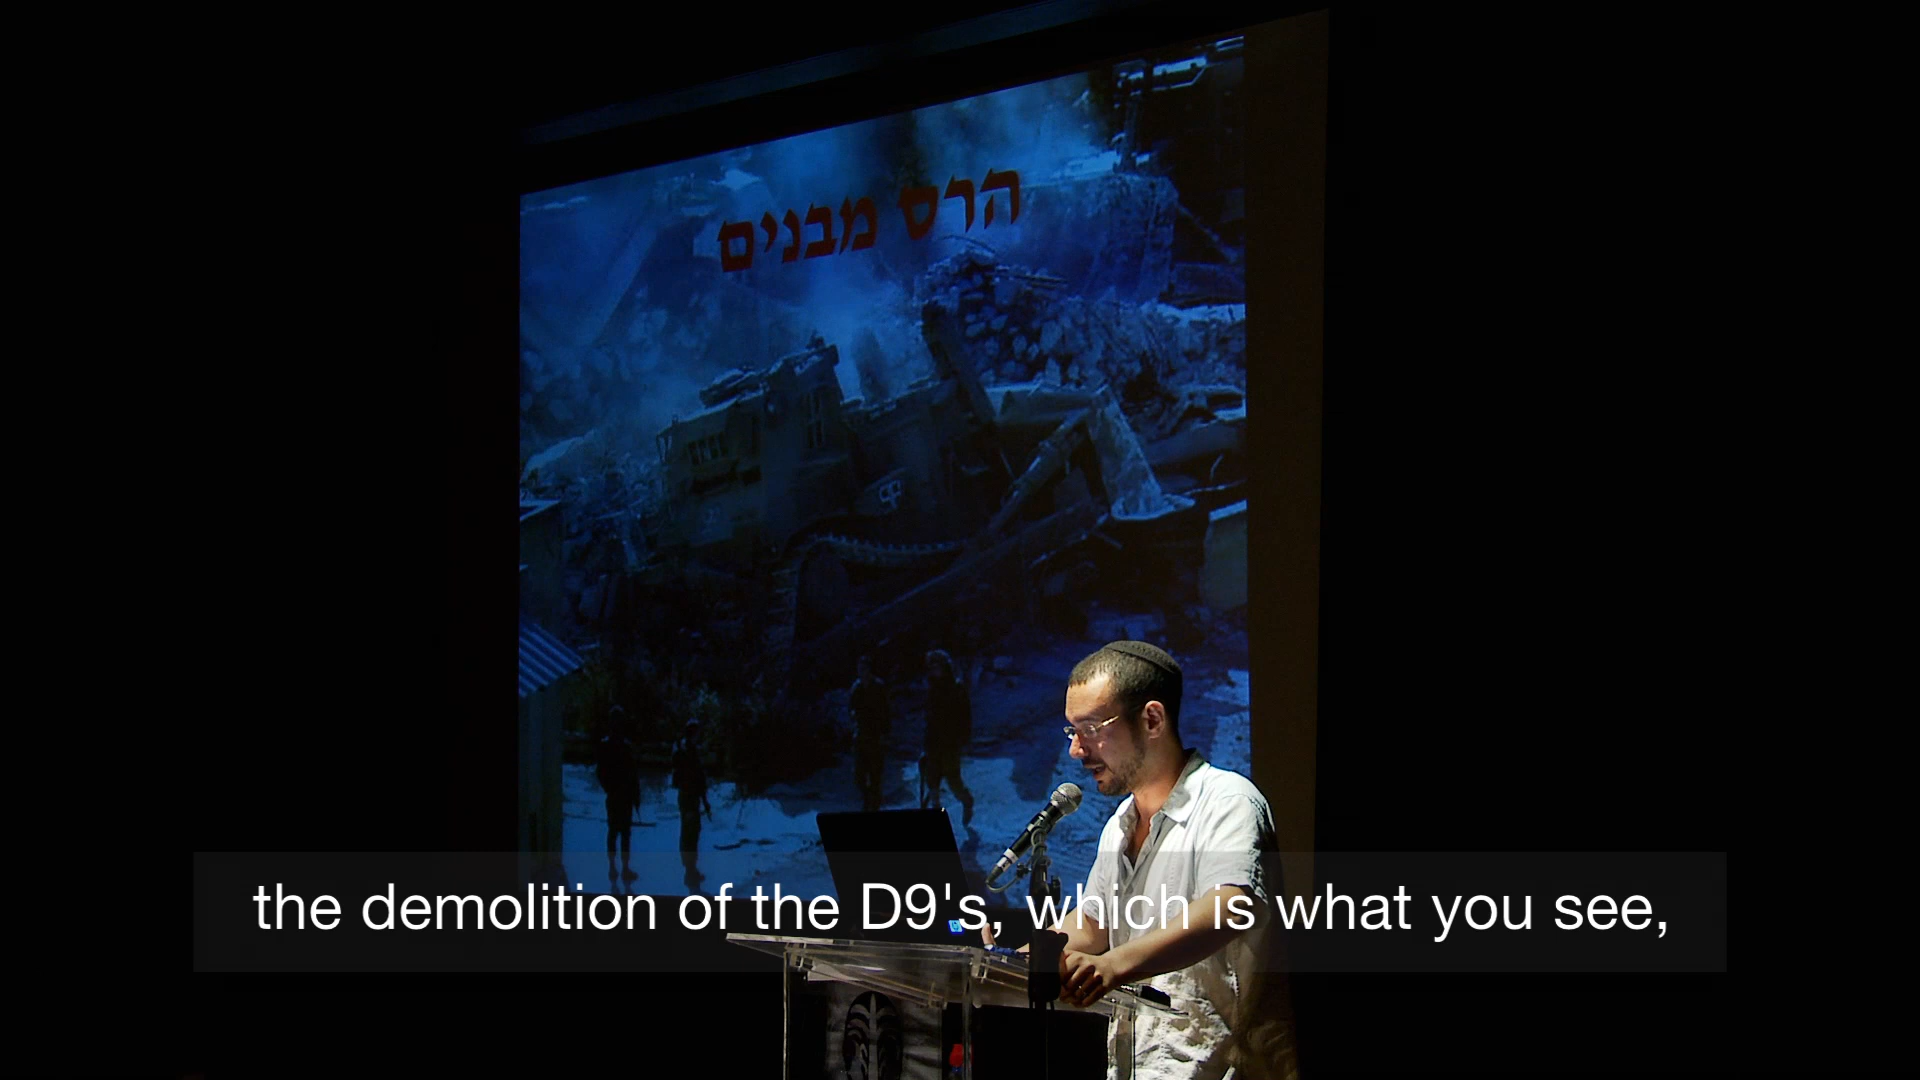 הרס מבנים
the demolition of the D9's, which is what you see,